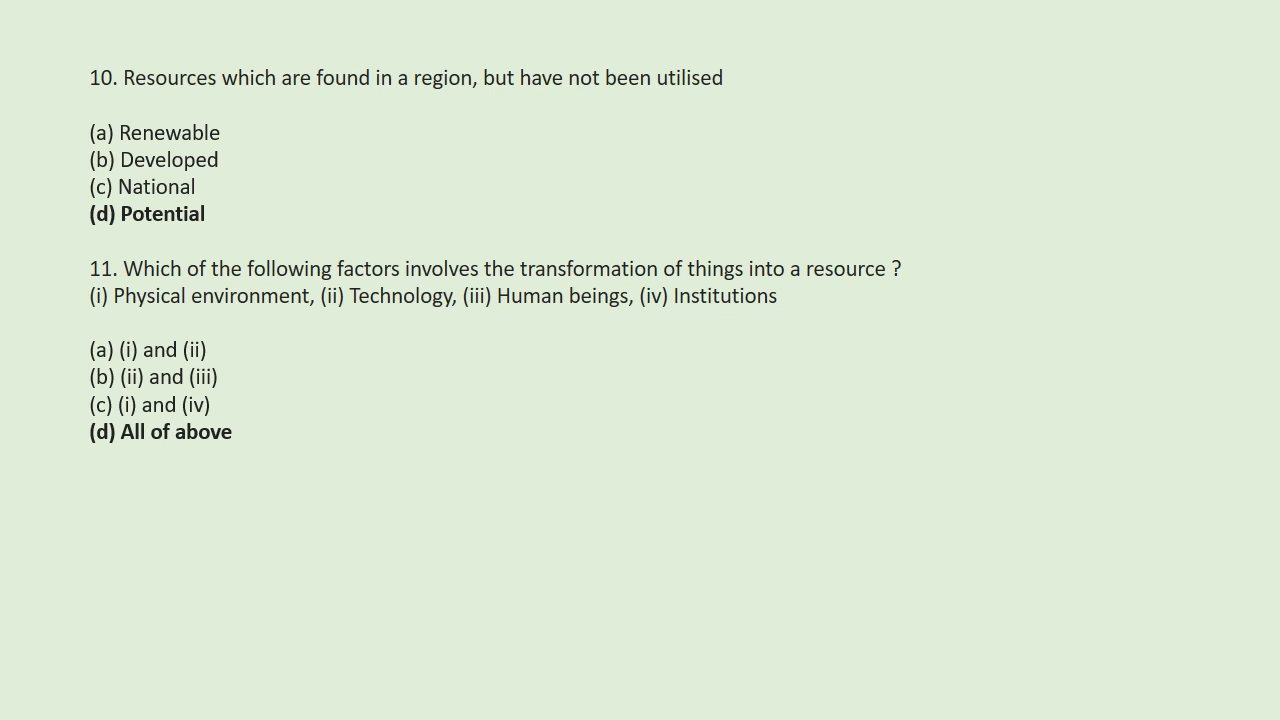 10. Resources which are found in a region, but have not been utilised
(a) Renewable
(b) Developed
(c) National
(d) Potential
11. Which of the following factors involves the transformation of things into a resource ?
(i) Physical environment, (ii) Technology, (iii) Human beings, (iv) Institutions
(a) (i) and (ii)
(b) (ii) and (iii)
(c) (i) and (iv)
(d) All of above